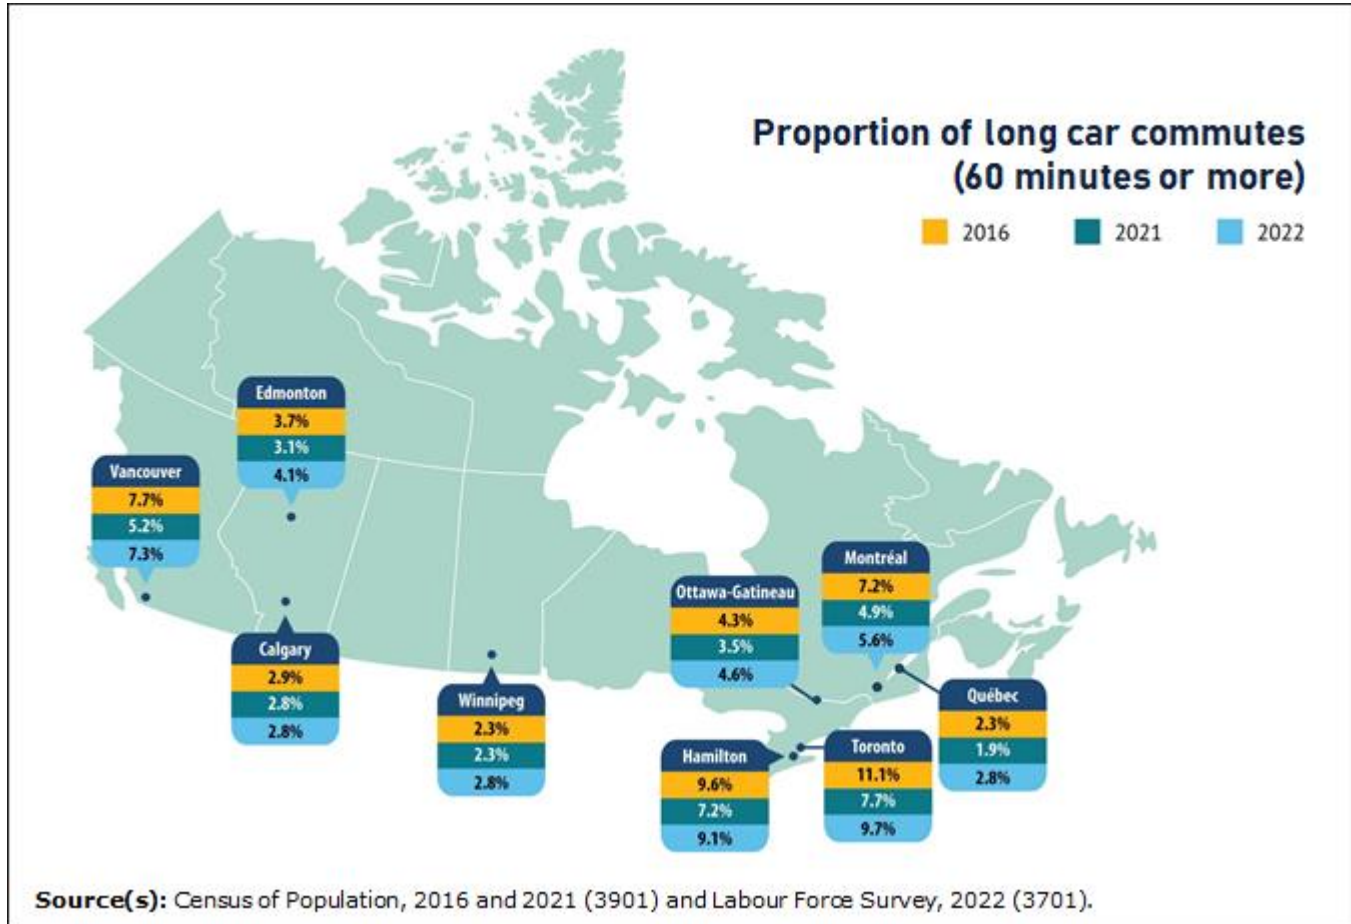 Proportion of long car commutes
(60 minutes or more)
2016
2021
2022
Edmonton
3.7%
3.1%
4.1%
Vancouver
7.7%
5.2%
7.3%
Calgary
2.9%
2.8%
2.8%
Winnipeg
2.3%
2.3%
2.8%
Ottawa-Gatineau
4.3%
3.5%
4.6%
Montréal
7.2%
4.9%
5.6%
Québec
2.3%
1.9%
2.8%
Hamilton
9.6%
7.2%
9.1%
Toronto
11.1%
7.7%
9.7%
Source(s): Census of Population, 2016 and 2021 (3901) and Labour Force Survey, 2022 (3701).